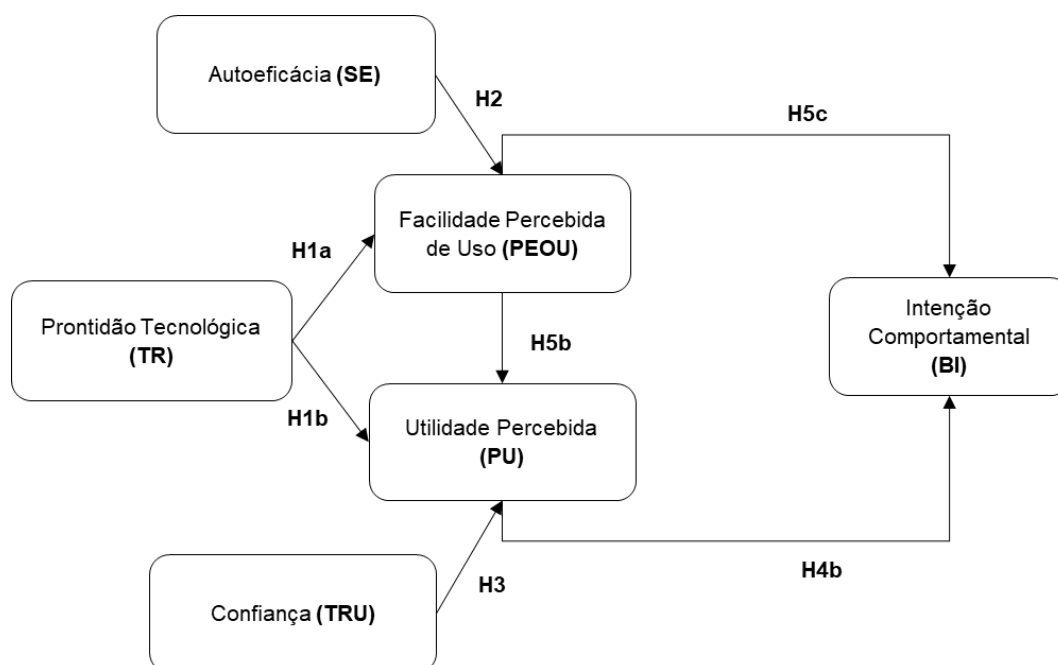 Autoeficácia (SE)
H2
H5c
Facilidade Percebida
de Uso (PEOU)
H1a
Prontidão Tecnológica
(TR)
Intenção
Comportamental
(BI)
H5b
H1b
Utilidade Percebida
(PU)
H3
H4b
Confiança (TRU)